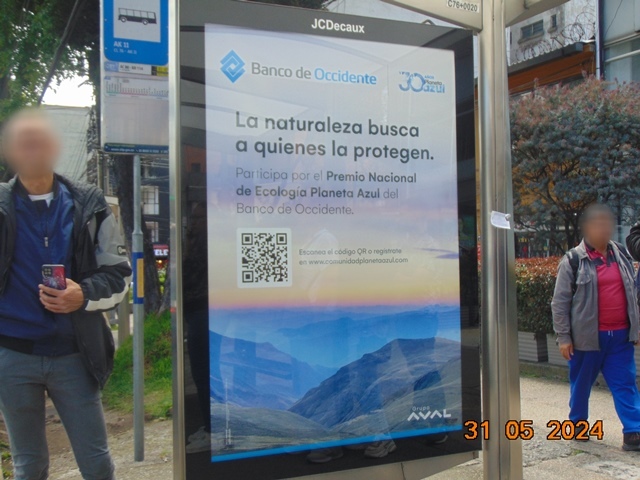 C76+0020
JCDecaux
AK 11
Banco de Occidente
30 Planeta azul
La naturaleza busca
a quienes la protegen.
Participa por el Premio Nacional
de Ecología Planeta Azul del
Banco de Occidente.
Escanea el código QR o regístrate
en www.comunidadplanetaazul.com
Grupo
AVAL
31 05 2024